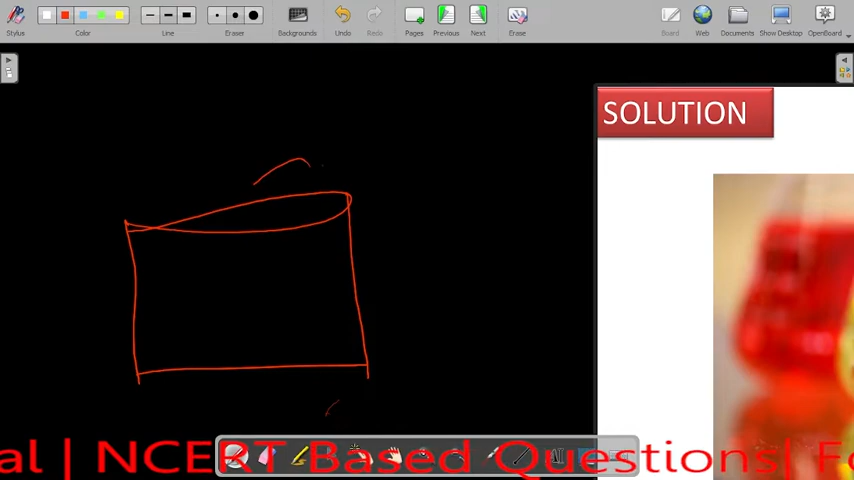 Stylus
Color
Line
Eraser
Backgrounds
Undo
Redo
Pages
Previous
Next
Erase
Board
Web
Documents
Show Desktop
OpenBoard
SOLUTION
al | NCERT Based Questions| Fo